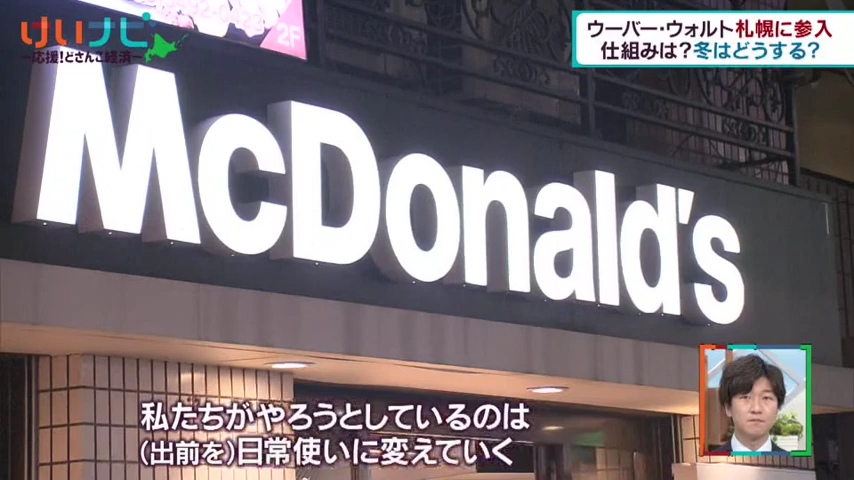 けいナビ
ー応援!どさんこ経済ー
2F
ウーバー・ウォルト札幌に参入
仕組みは?冬はどうする?
McDonald's
私たちがやろうとしているのは
(出前を)日常使いに変えていく